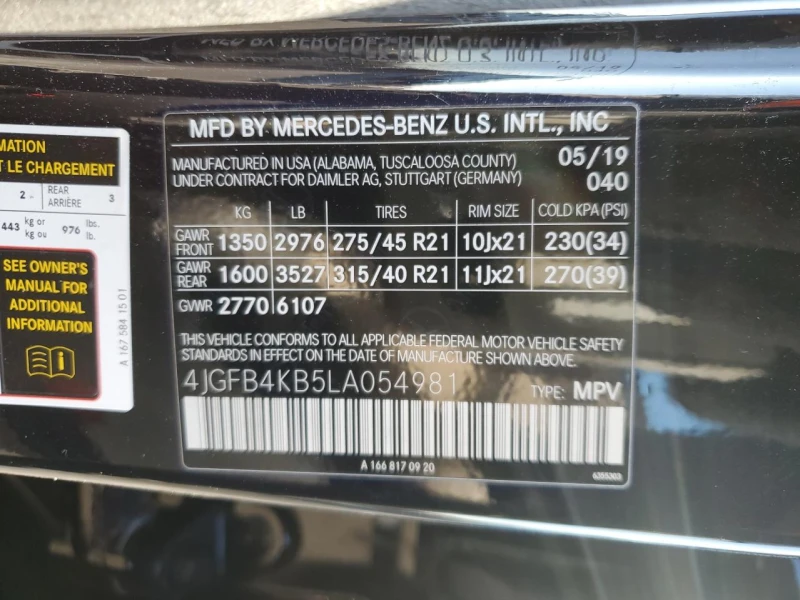 MFD BY MERCEDES-BENZ U.S. INTL., INC
MANUFACTURED IN USA (ALABAMA, TUSCALOOSA COUNTY) 05/19
UNDER CONTRACT FOR DAIMLER AG, STUTTGART (GERMANY) 040
KG LB TIRES RIM SIZE COLD KPA(PSI)
GAWR FRONT 1350 2976 275/45 R21 10Jx21 230(34)
GAWR REAR 1600 3527 315/40 R21 11Jx21 270(39)
GVWR 2770 6107
THIS VEHICLE CONFORMS TO ALL APPLICABLE FEDERAL MOTOR VEHICLE SAFETY
STANDARDS IN EFFECT ON THE DATE OF MANUFACTURE SHOWN ABOVE.
4JGFB4KB5LA054981 TYPE: MPV
A 166 817 09 20
MATION
T LE CHARGEMENT
2 REAR ARRIÈRE 3
443 kg or kg ou 976 lbs. lb.
SEE OWNER'S
MANUAL FOR
ADDITIONAL
INFORMATION
A 167 584 15 01